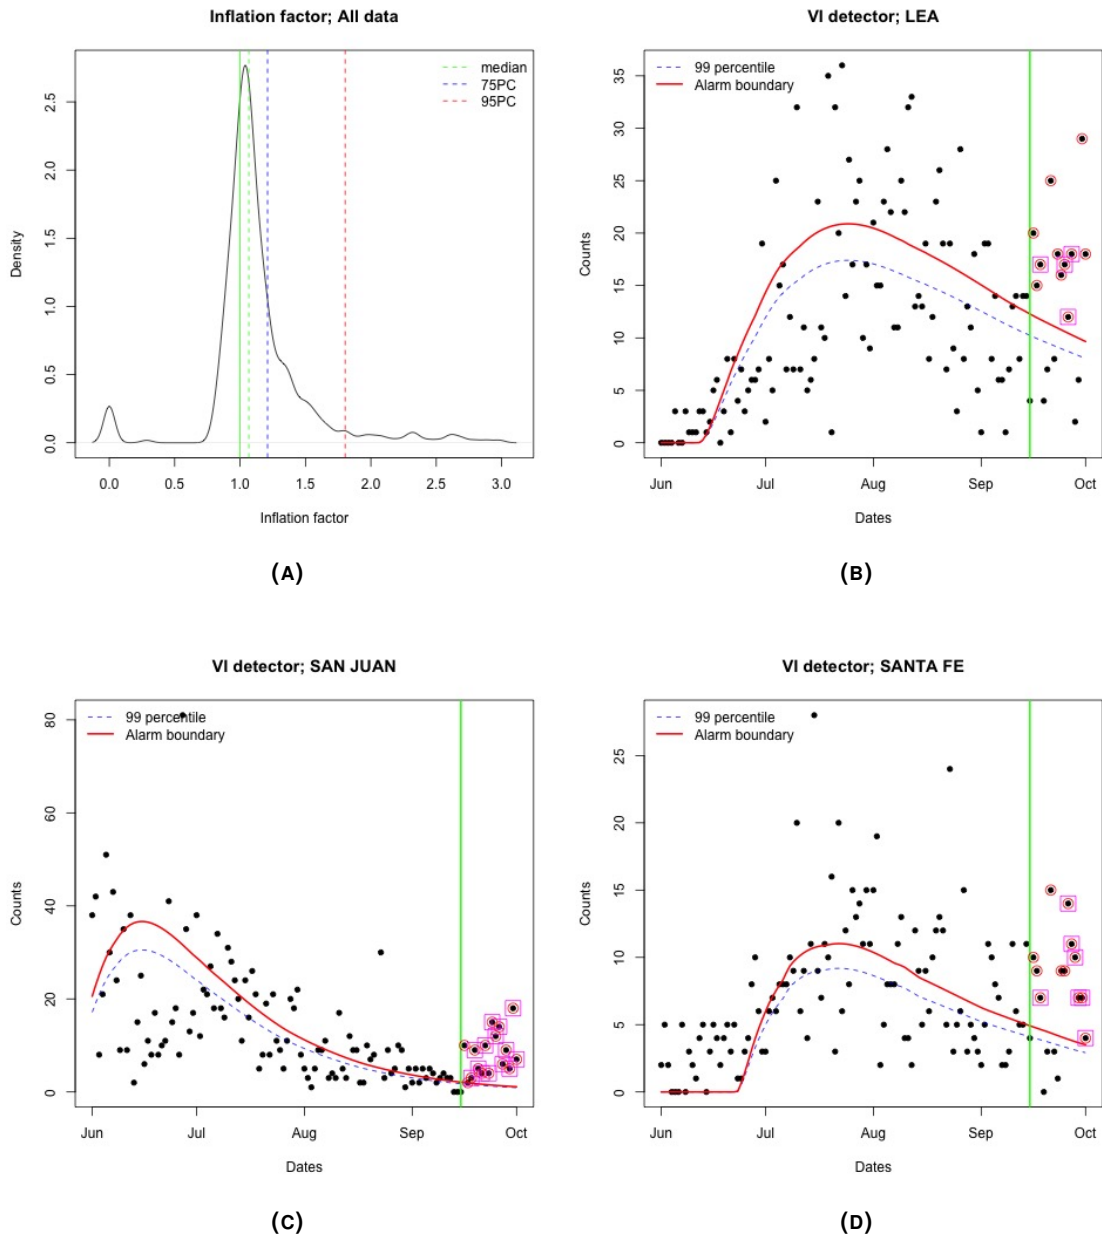 Inflation factor; All data
median
75PC
95PC
Density
0.0 0.5 1.0 1.5 2.0 2.5
0.0 0.5 1.0 1.5 2.0 2.5 3.0
Inflation factor
(A)
VI detector; LEA
99 percentile
Alarm boundary
Counts
0 5 10 15 20 25 30 35
Jun Jul Aug Sep Oct
Dates
(B)
VI detector; SAN JUAN
99 percentile
Alarm boundary
Counts
0 20 40 60 80
Jun Jul Aug Sep Oct
Dates
(C)
VI detector; SANTA FE
99 percentile
Alarm boundary
Counts
0 5 10 15 20 25
Jun Jul Aug Sep Oct
Dates
(D)